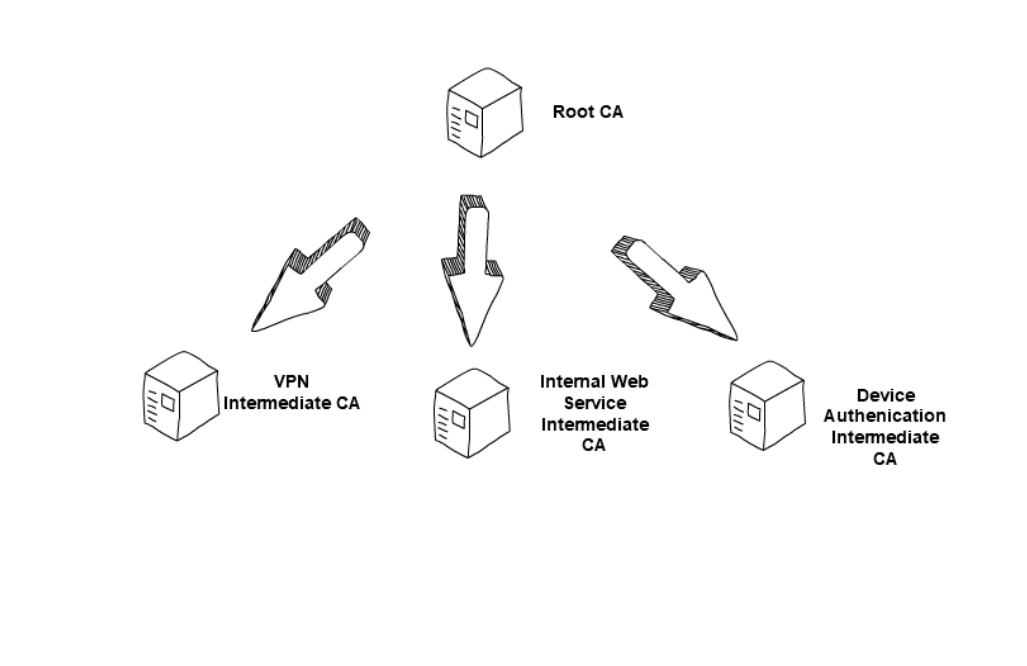 Root CA
VPN
Intermediate CA
Internal Web
Service
Intermediate
CA
Device
Authenication
Intermediate
CA